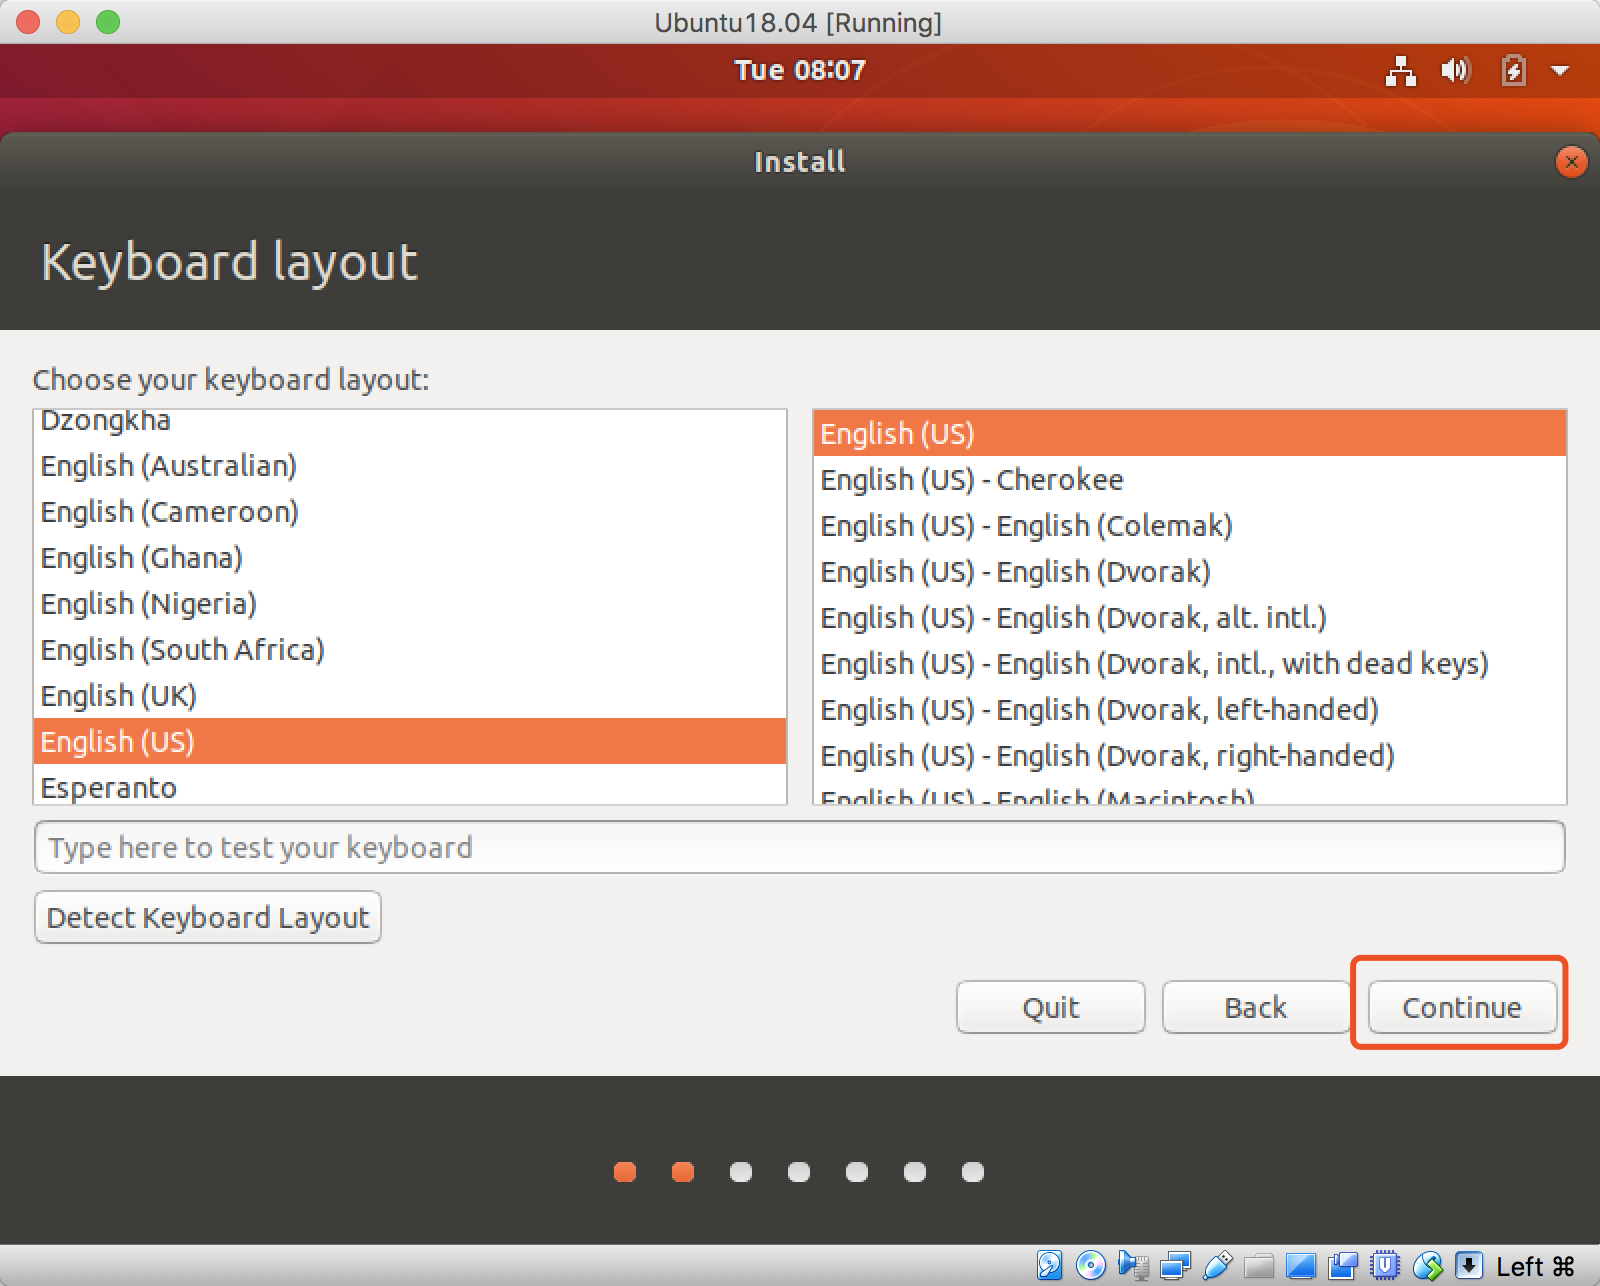 Ubuntu18.04 [Running]
Tue 08:07
Install
Keyboard layout
Choose your keyboard layout:
Dzongkha
English (Australian)
English (Cameroon)
English (Ghana)
English (Nigeria)
English (South Africa)
English (UK)
English (US)
Esperanto
English (US)
English (US) - Cherokee
English (US) - English (Colemak)
English (US) - English (Dvorak)
English (US) - English (Dvorak, alt. intl.)
English (US) - English (Dvorak, intl., with dead keys)
English (US) - English (Dvorak, left-handed)
English (US) - English (Dvorak, right-handed)
English (US) - English (Macintosh)
Type here to test your keyboard
Detect Keyboard Layout
Quit
Back
Continue
Left ⌘